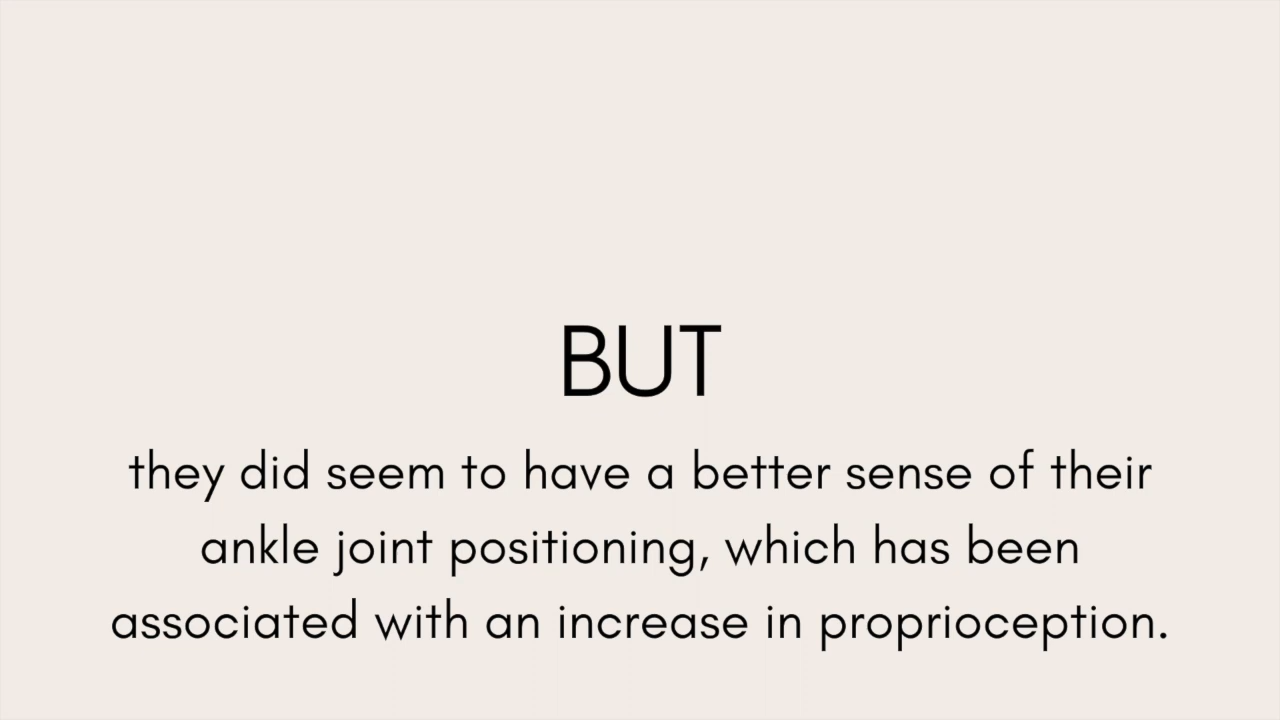 BUT
they did seem to have a better sense of their
ankle joint positioning, which has been
associated with an increase in proprioception.